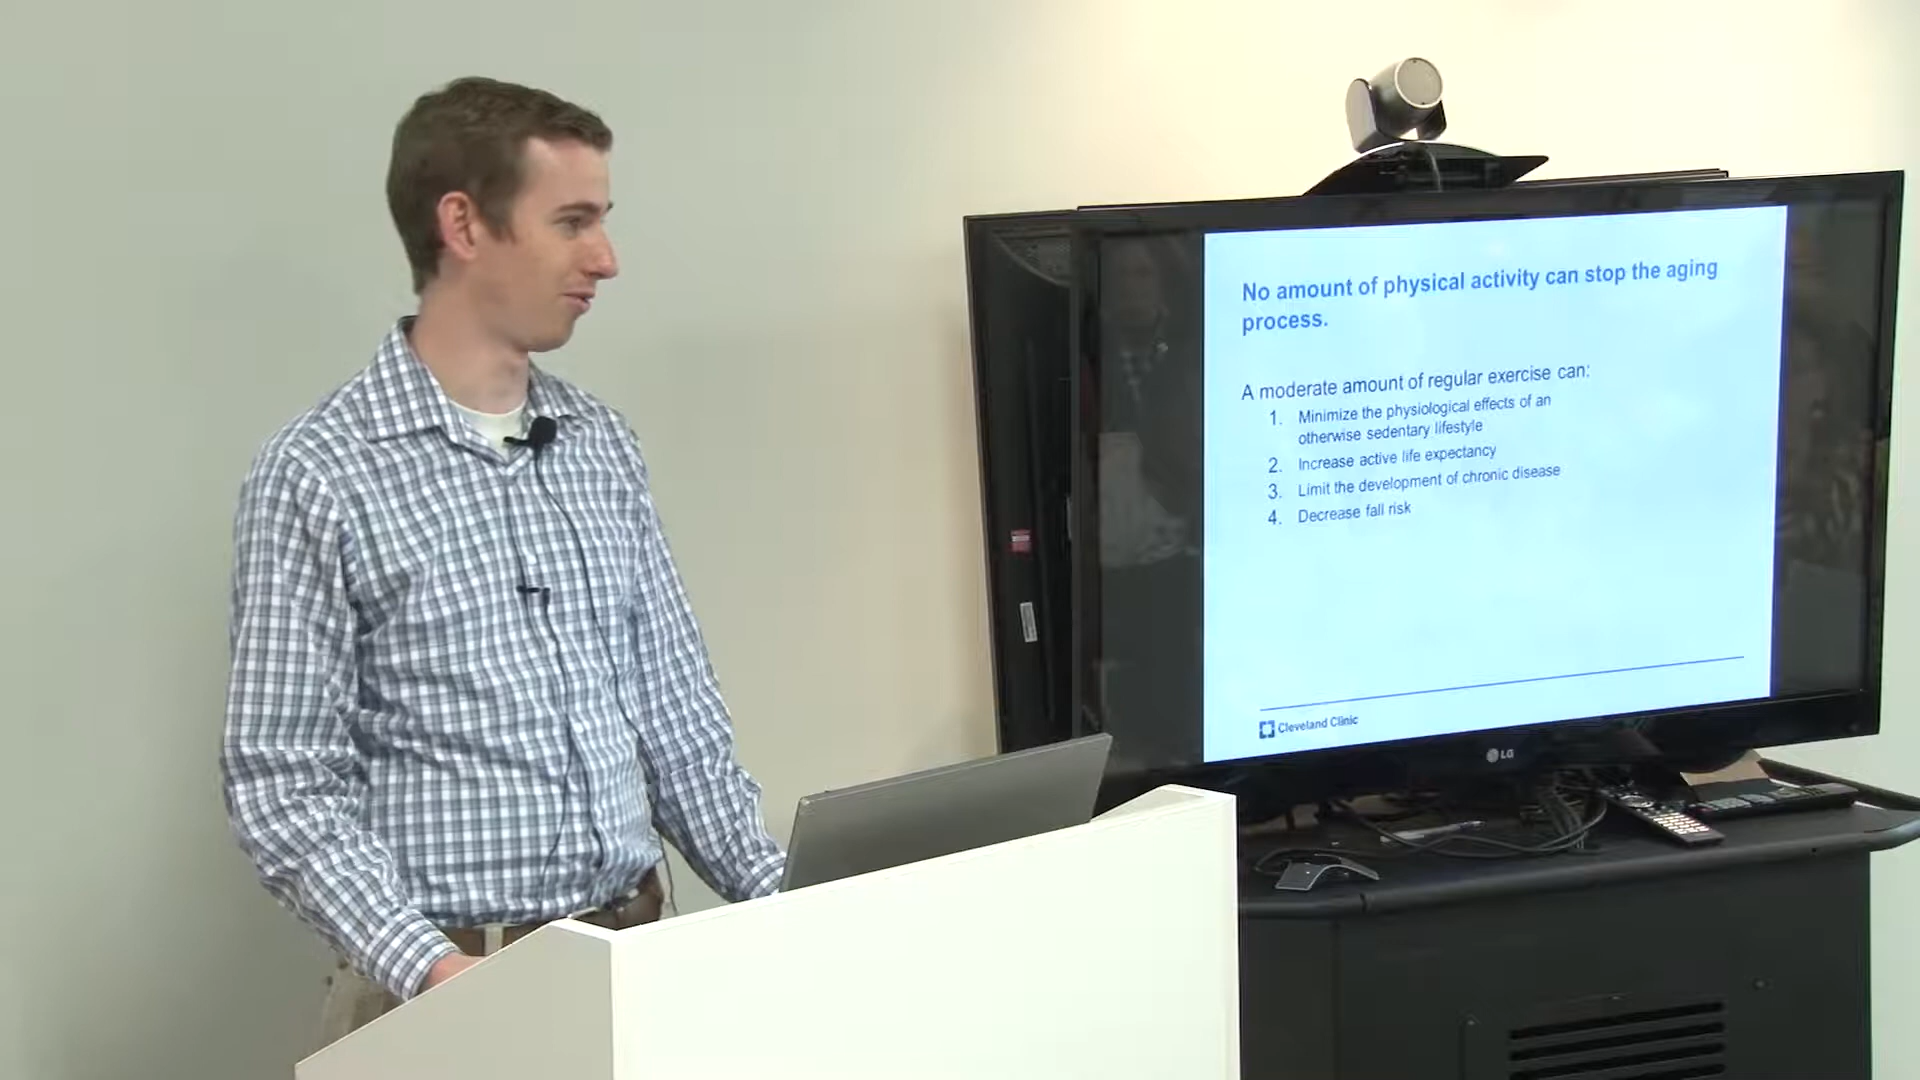 No amount of physical activity can stop the aging
process.
A moderate amount of regular exercise can:
1. Minimize the physiological effects of an
otherwise sedentary lifestyle
2. Increase active life expectancy
3. Limit the development of chronic disease
4. Decrease fall risk
Cleveland Clinic
LG